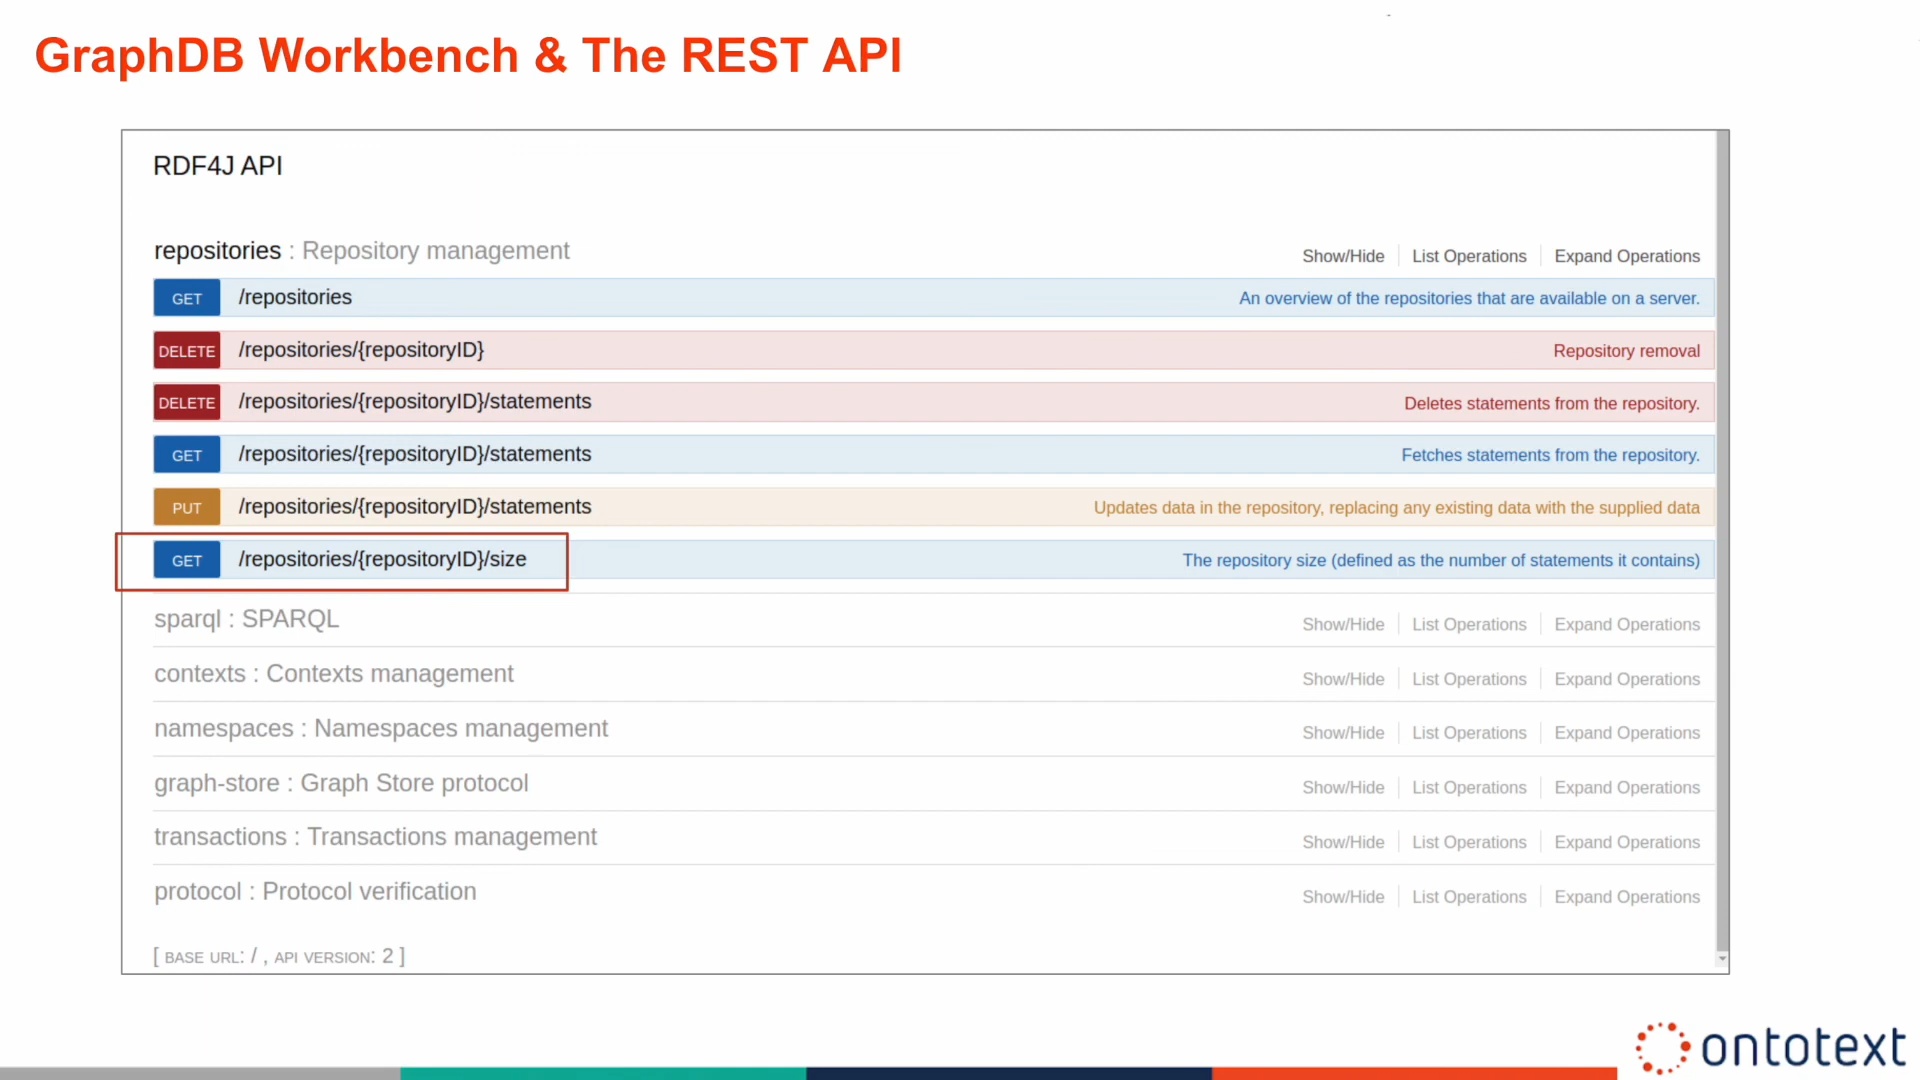 GraphDB Workbench & The REST API
RDF4J API
repositories : Repository management Show/Hide List Operations Expand Operations
GET /repositories An overview of the repositories that are available on a server.
DELETE /repositories/{repositoryID} Repository removal
DELETE /repositories/{repositoryID}/statements Deletes statements from the repository.
GET /repositories/{repositoryID}/statements Fetches statements from the repository.
PUT /repositories/{repositoryID}/statements Updates data in the repository, replacing any existing data with the supplied data
GET /repositories/{repositoryID}/size The repository size (defined as the number of statements it contains)
sparql : SPARQL Show/Hide List Operations Expand Operations
contexts : Contexts management Show/Hide List Operations Expand Operations
namespaces : Namespaces management Show/Hide List Operations Expand Operations
graph-store : Graph Store protocol Show/Hide List Operations Expand Operations
transactions : Transactions management Show/Hide List Operations Expand Operations
protocol : Protocol verification Show/Hide List Operations Expand Operations
[ BASE URL: / , API VERSION: 2 ]
ontotext